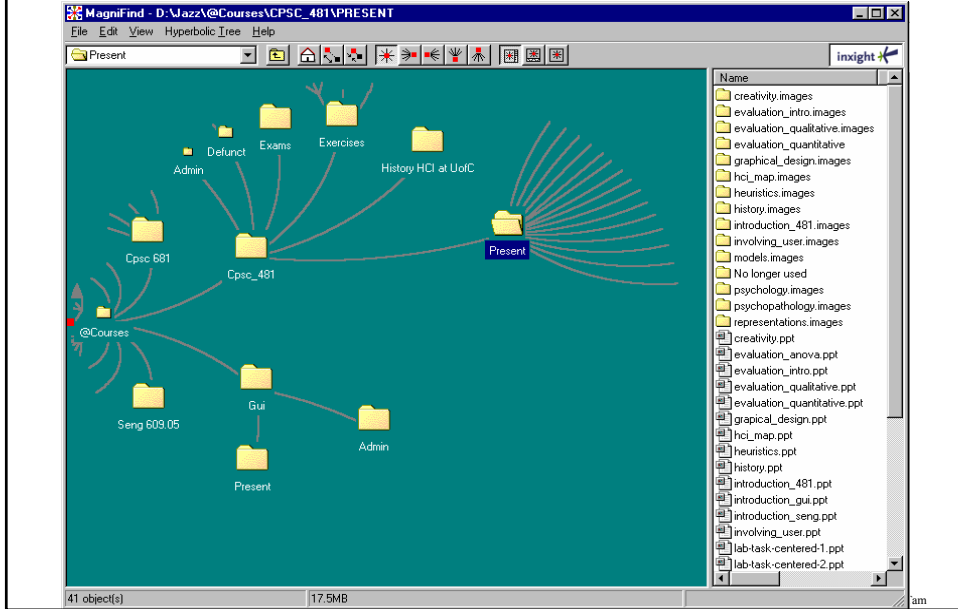 MagniFind - D:\Jazz\@Courses\CPSC_481\PRESENT
File Edit View Hyperbolic Tree Help
Present
inxight
Name
creativity.images
evaluation_intro.images
evaluation_qualitative.images
evaluation_quantitative
graphical_design.images
hci_map.images
heuristics.images
history.images
introduction_481.images
involving_user.images
models.images
No longer used
psychology.images
psychopathology.images
representations.images
creativity.ppt
evaluation_anova.ppt
evaluation_intro.ppt
evaluation_qualitative.ppt
evaluation_quantitative.ppt
grapical_design.ppt
hci_map.ppt
heuristics.ppt
history.ppt
introduction_481.ppt
introduction_gui.ppt
introduction_seng.ppt
involving_user.ppt
lab-task-centered-1.ppt
lab-task-centered-2.ppt
Exams
Exercises
Defunct
Admin
History HCI at UofC
Present
Cpsc 681
Cpsc_481
@Courses
Gui
Seng 609.05
Admin
Present
41 object(s)
17.5MB
am